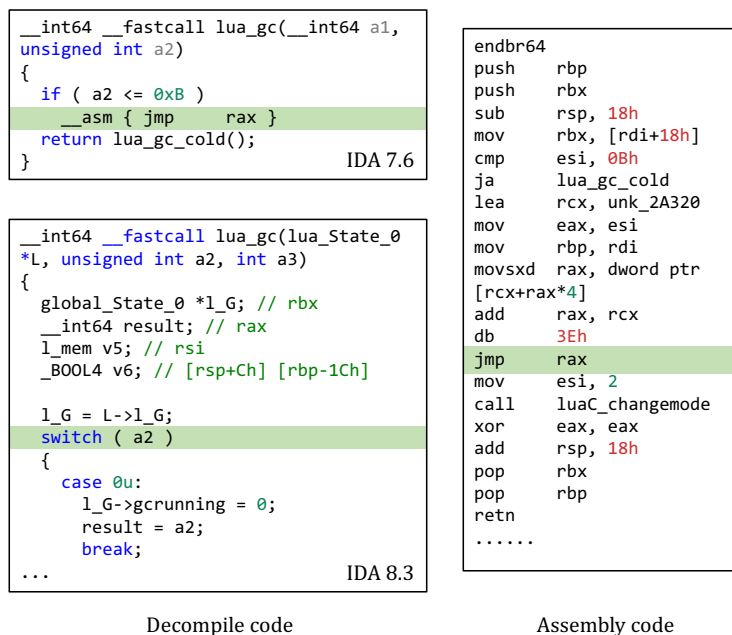 __int64 __fastcall lua_gc(__int64 a1,
unsigned int a2)
{
  if ( a2 <= 0xB )
    __asm { jmp     rax }
  return lua_gc_cold();
}
IDA 7.6
__int64 __fastcall lua_gc(lua_State_0
*L, unsigned int a2, int a3)
{
  global_State_0 *l_G; // rbx
  __int64 result; // rax
  l_mem v5; // rsi
  _BOOL4 v6; // [rsp+Ch] [rbp-1Ch]
  l_G = L->l_G;
  switch ( a2 )
  {
    case 0u:
      l_G->gcrunning = 0;
      result = a2;
      break;
...
IDA 8.3
Decompile code
endbr64
push    rbp
push    rbx
sub     rsp, 18h
mov     rbx, [rdi+18h]
cmp     esi, 0Bh
ja      lua_gc_cold
lea     rcx, unk_2A320
mov     eax, esi
mov     rbp, rdi
movsxd  rax, dword ptr
[rcx+rax*4]
add     rax, rcx
db      3Eh
jmp     rax
mov     esi, 2
call    luaC_changemode
xor     eax, eax
add     rsp, 18h
pop     rbx
pop     rbp
retn
......
Assembly code